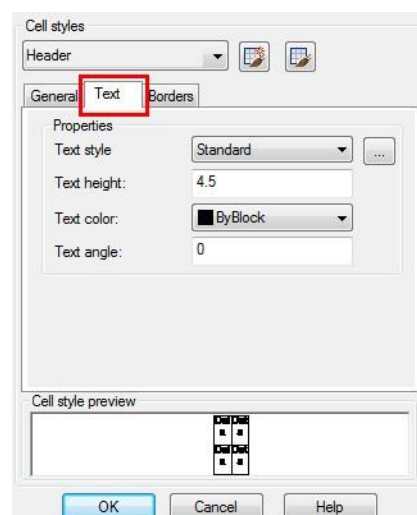 Cell styles
Header
General Text Borders
Properties
Text style Standard ...
Text height: 4.5
Text color: ByBlock
Text angle: 0
Cell style preview
OK Cancel Help